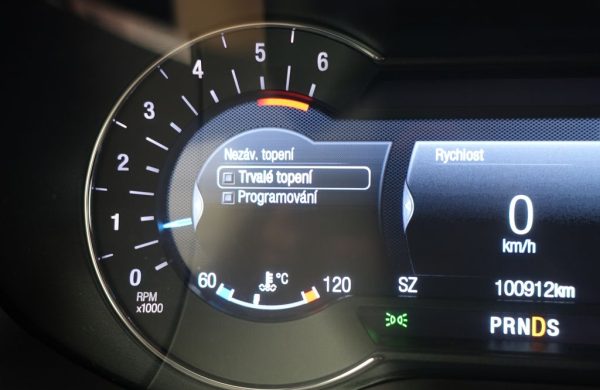 0
1
2
3
4
5
6
RPM
x1000
Nezáv. topení
Trvalé topení
Programování
60 °C 120
Rychlost
0
km/h
SZ 100912km
PRNDS